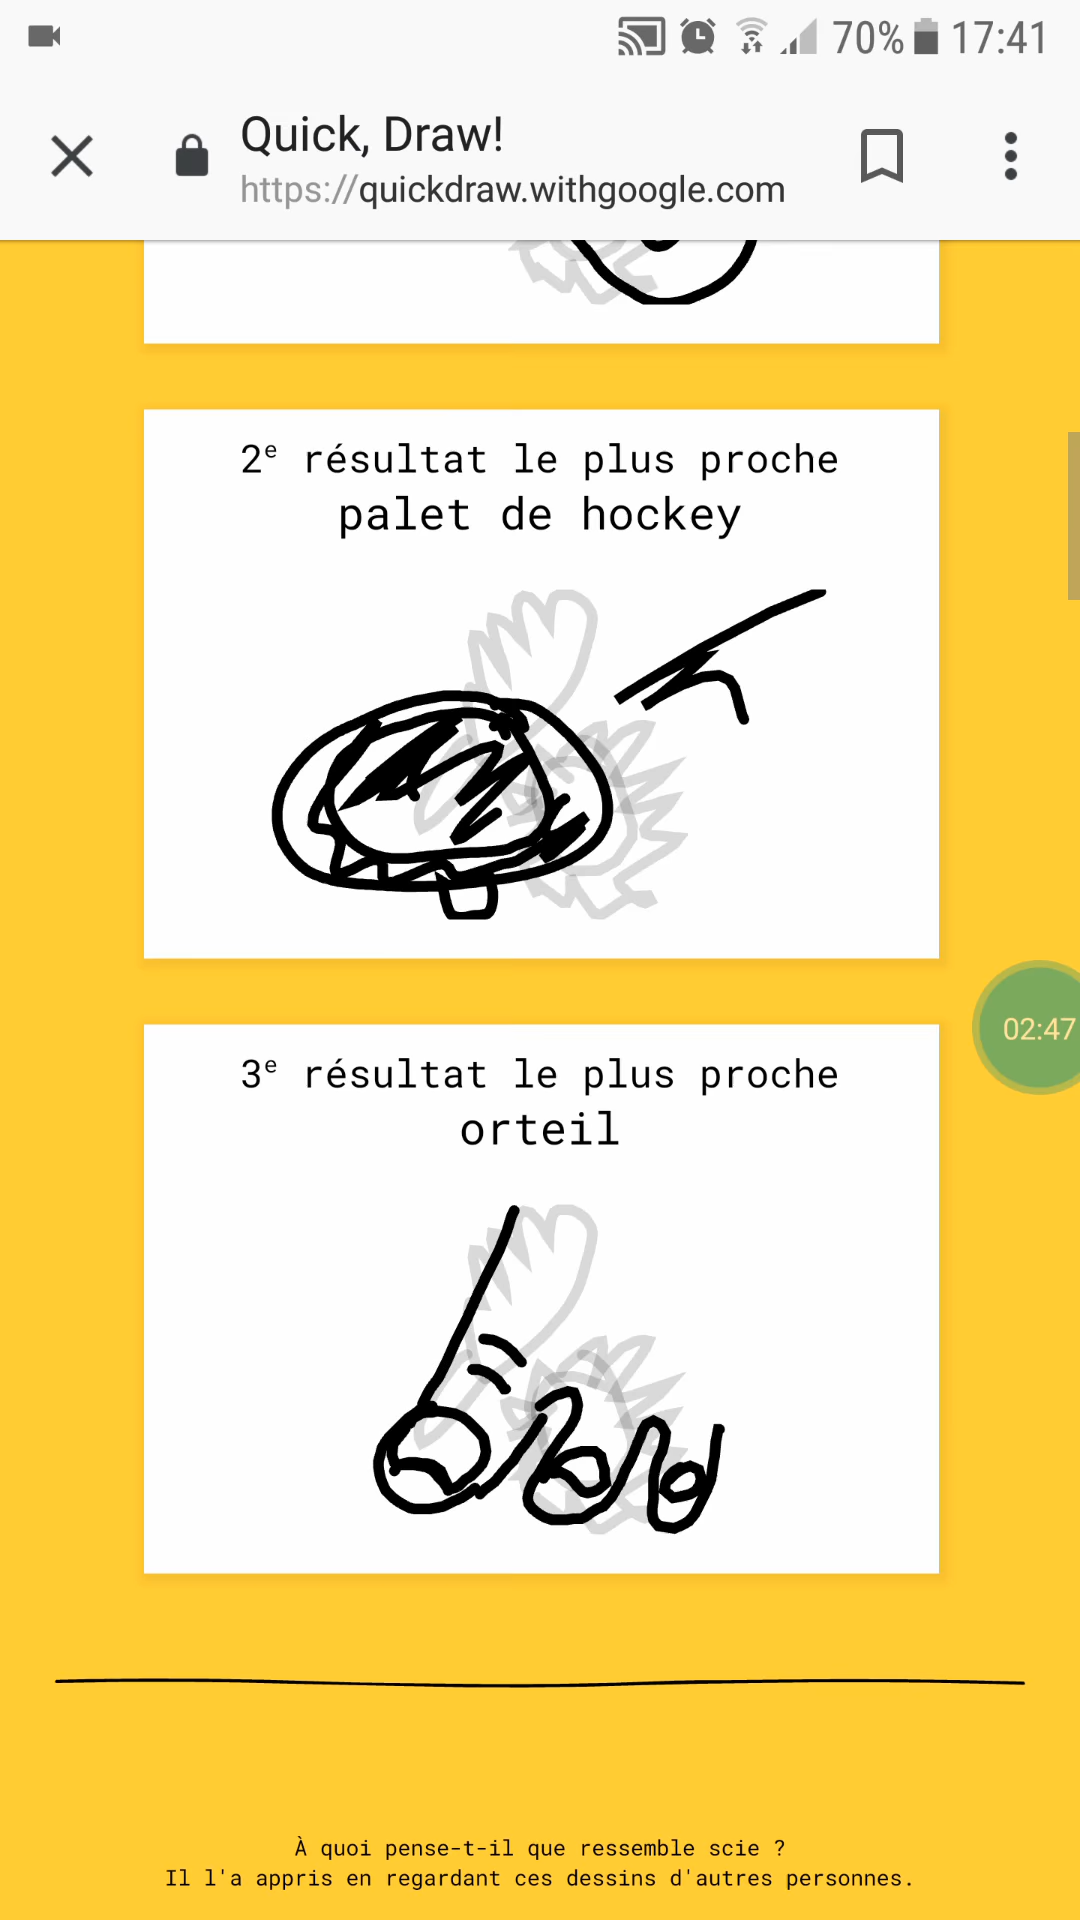 70% 17:41
Quick, Draw!
https://quickdraw.withgoogle.com
2e résultat le plus proche
palet de hockey
02:47
3e résultat le plus proche
orteil
À quoi pense-t-il que ressemble scie ?
Il l'a appris en regardant ces dessins d'autres personnes.